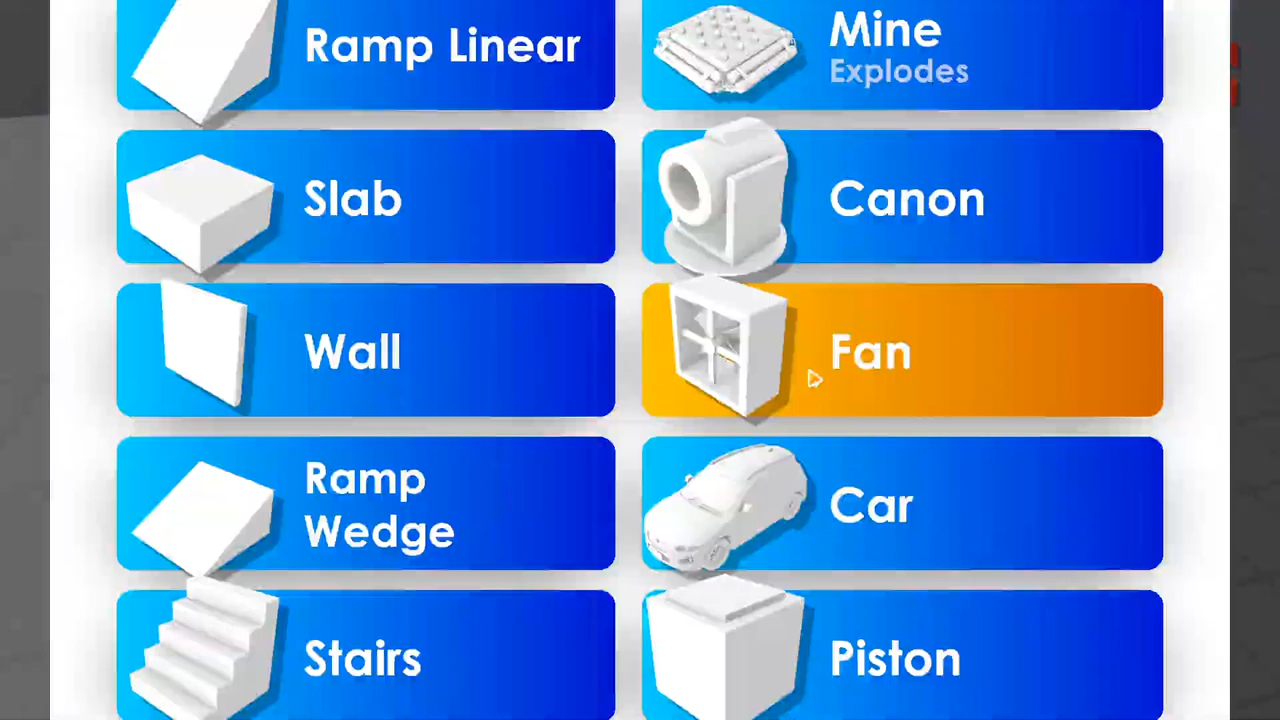 Ramp Linear
Mine
Explodes
Slab
Canon
Wall
Fan
Ramp
Wedge
Car
Stairs
Piston